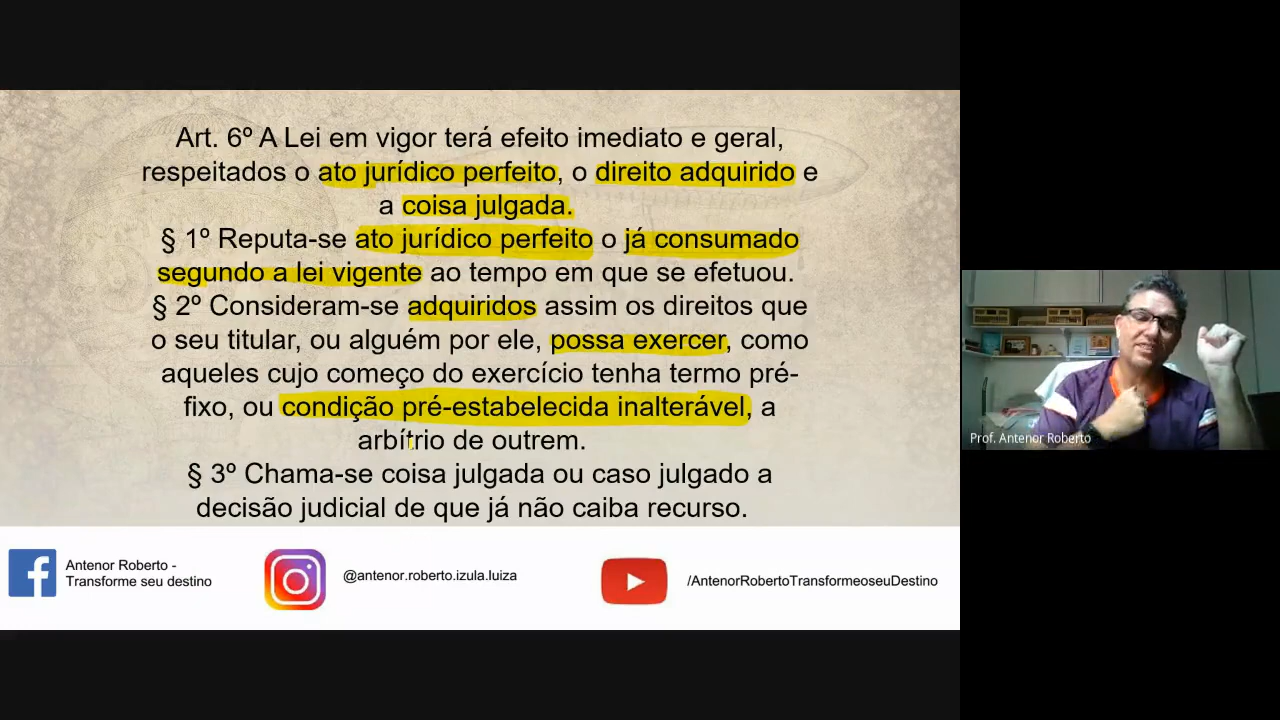 Art. 6º A Lei em vigor terá efeito imediato e geral,
respeitados o ato jurídico perfeito, o direito adquirido e
a coisa julgada.
§ 1º Reputa-se ato jurídico perfeito o já consumado
segundo a lei vigente ao tempo em que se efetuou.
§ 2º Consideram-se adquiridos assim os direitos que
o seu titular, ou alguém por ele, possa exercer, como
aqueles cujo começo do exercício tenha termo pré-
fixo, ou condição pré-estabelecida inalterável, a
arbítrio de outrem.
§ 3º Chama-se coisa julgada ou caso julgado a
decisão judicial de que já não caiba recurso.
Antenor Roberto -
Transforme seu destino
@antenor.roberto.izula.luiza
/AntenorRobertoTransformeoseuDestino
Prof. Antenor Roberto